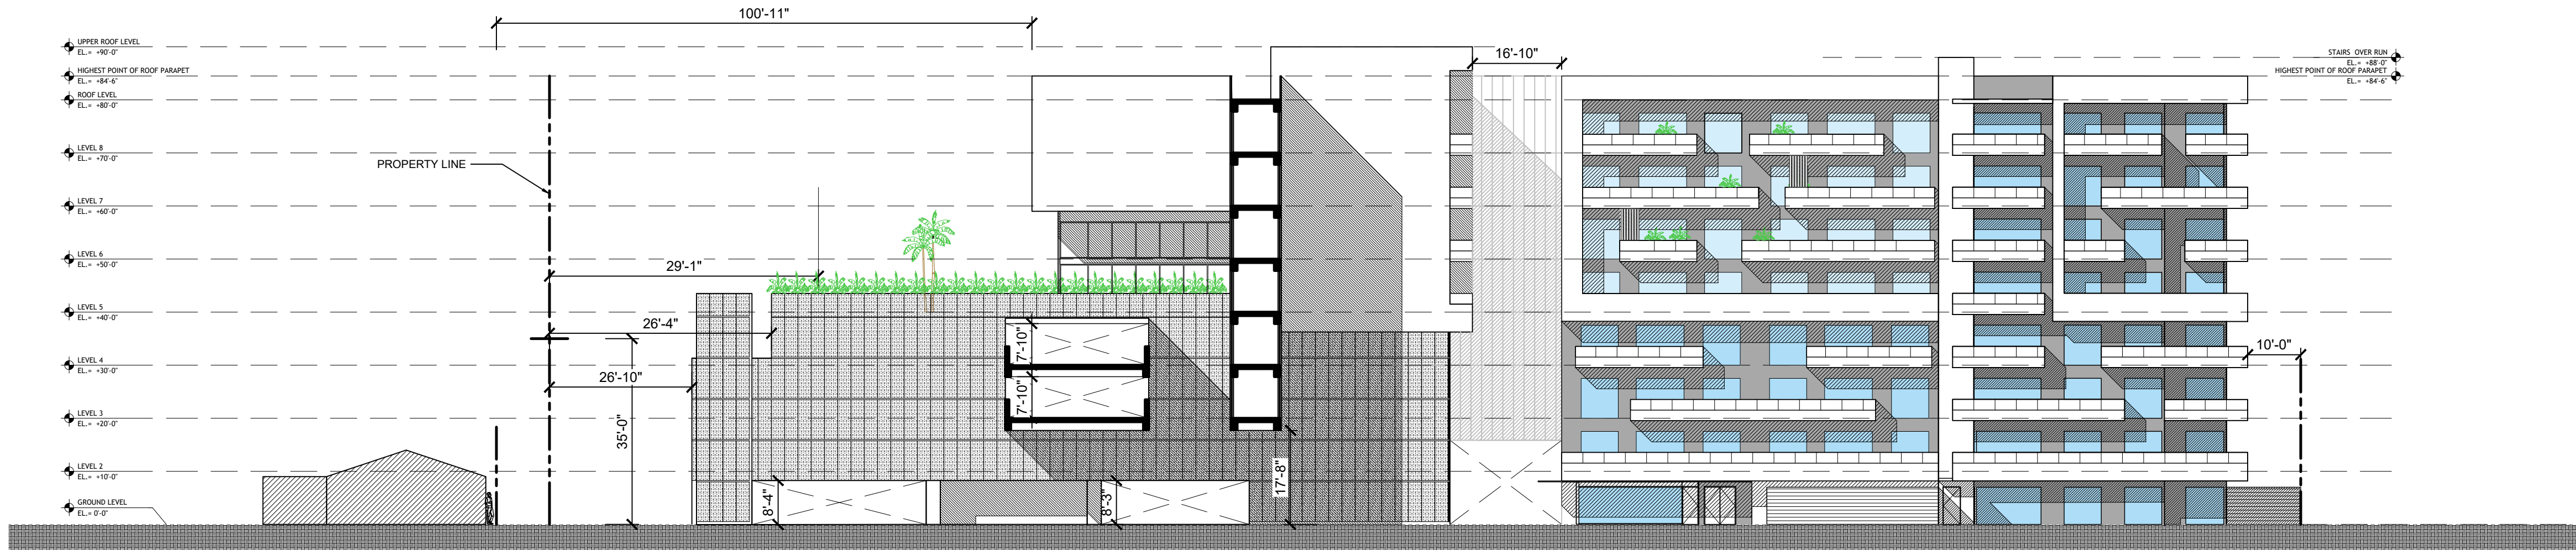 100'-11"
UPPER ROOF LEVEL
EL.= +90'-0"
HIGHEST POINT OF ROOF PARAPET
EL.= +84'-6"
ROOF LEVEL
EL.= +80'-0"
LEVEL 8
EL.= +70'-0"
LEVEL 7
EL.= +60'-0"
LEVEL 6
EL.= +50'-0"
LEVEL 5
EL.= +40'-0"
LEVEL 4
EL.= +30'-0"
LEVEL 3
EL.= +20'-0"
LEVEL 2
EL.= +10'-0"
GROUND LEVEL
EL.= 0'-0"
PROPERTY LINE
29'-1"
26'-4"
26'-10"
35'-0"
7'-10"
7'-10"
8'-4"
8'-3"
17'-8"
16'-10"
STAIRS OVER RUN
EL.= +88'-0"
HIGHEST POINT OF ROOF PARAPET
EL.= +84'-6"
10'-0"